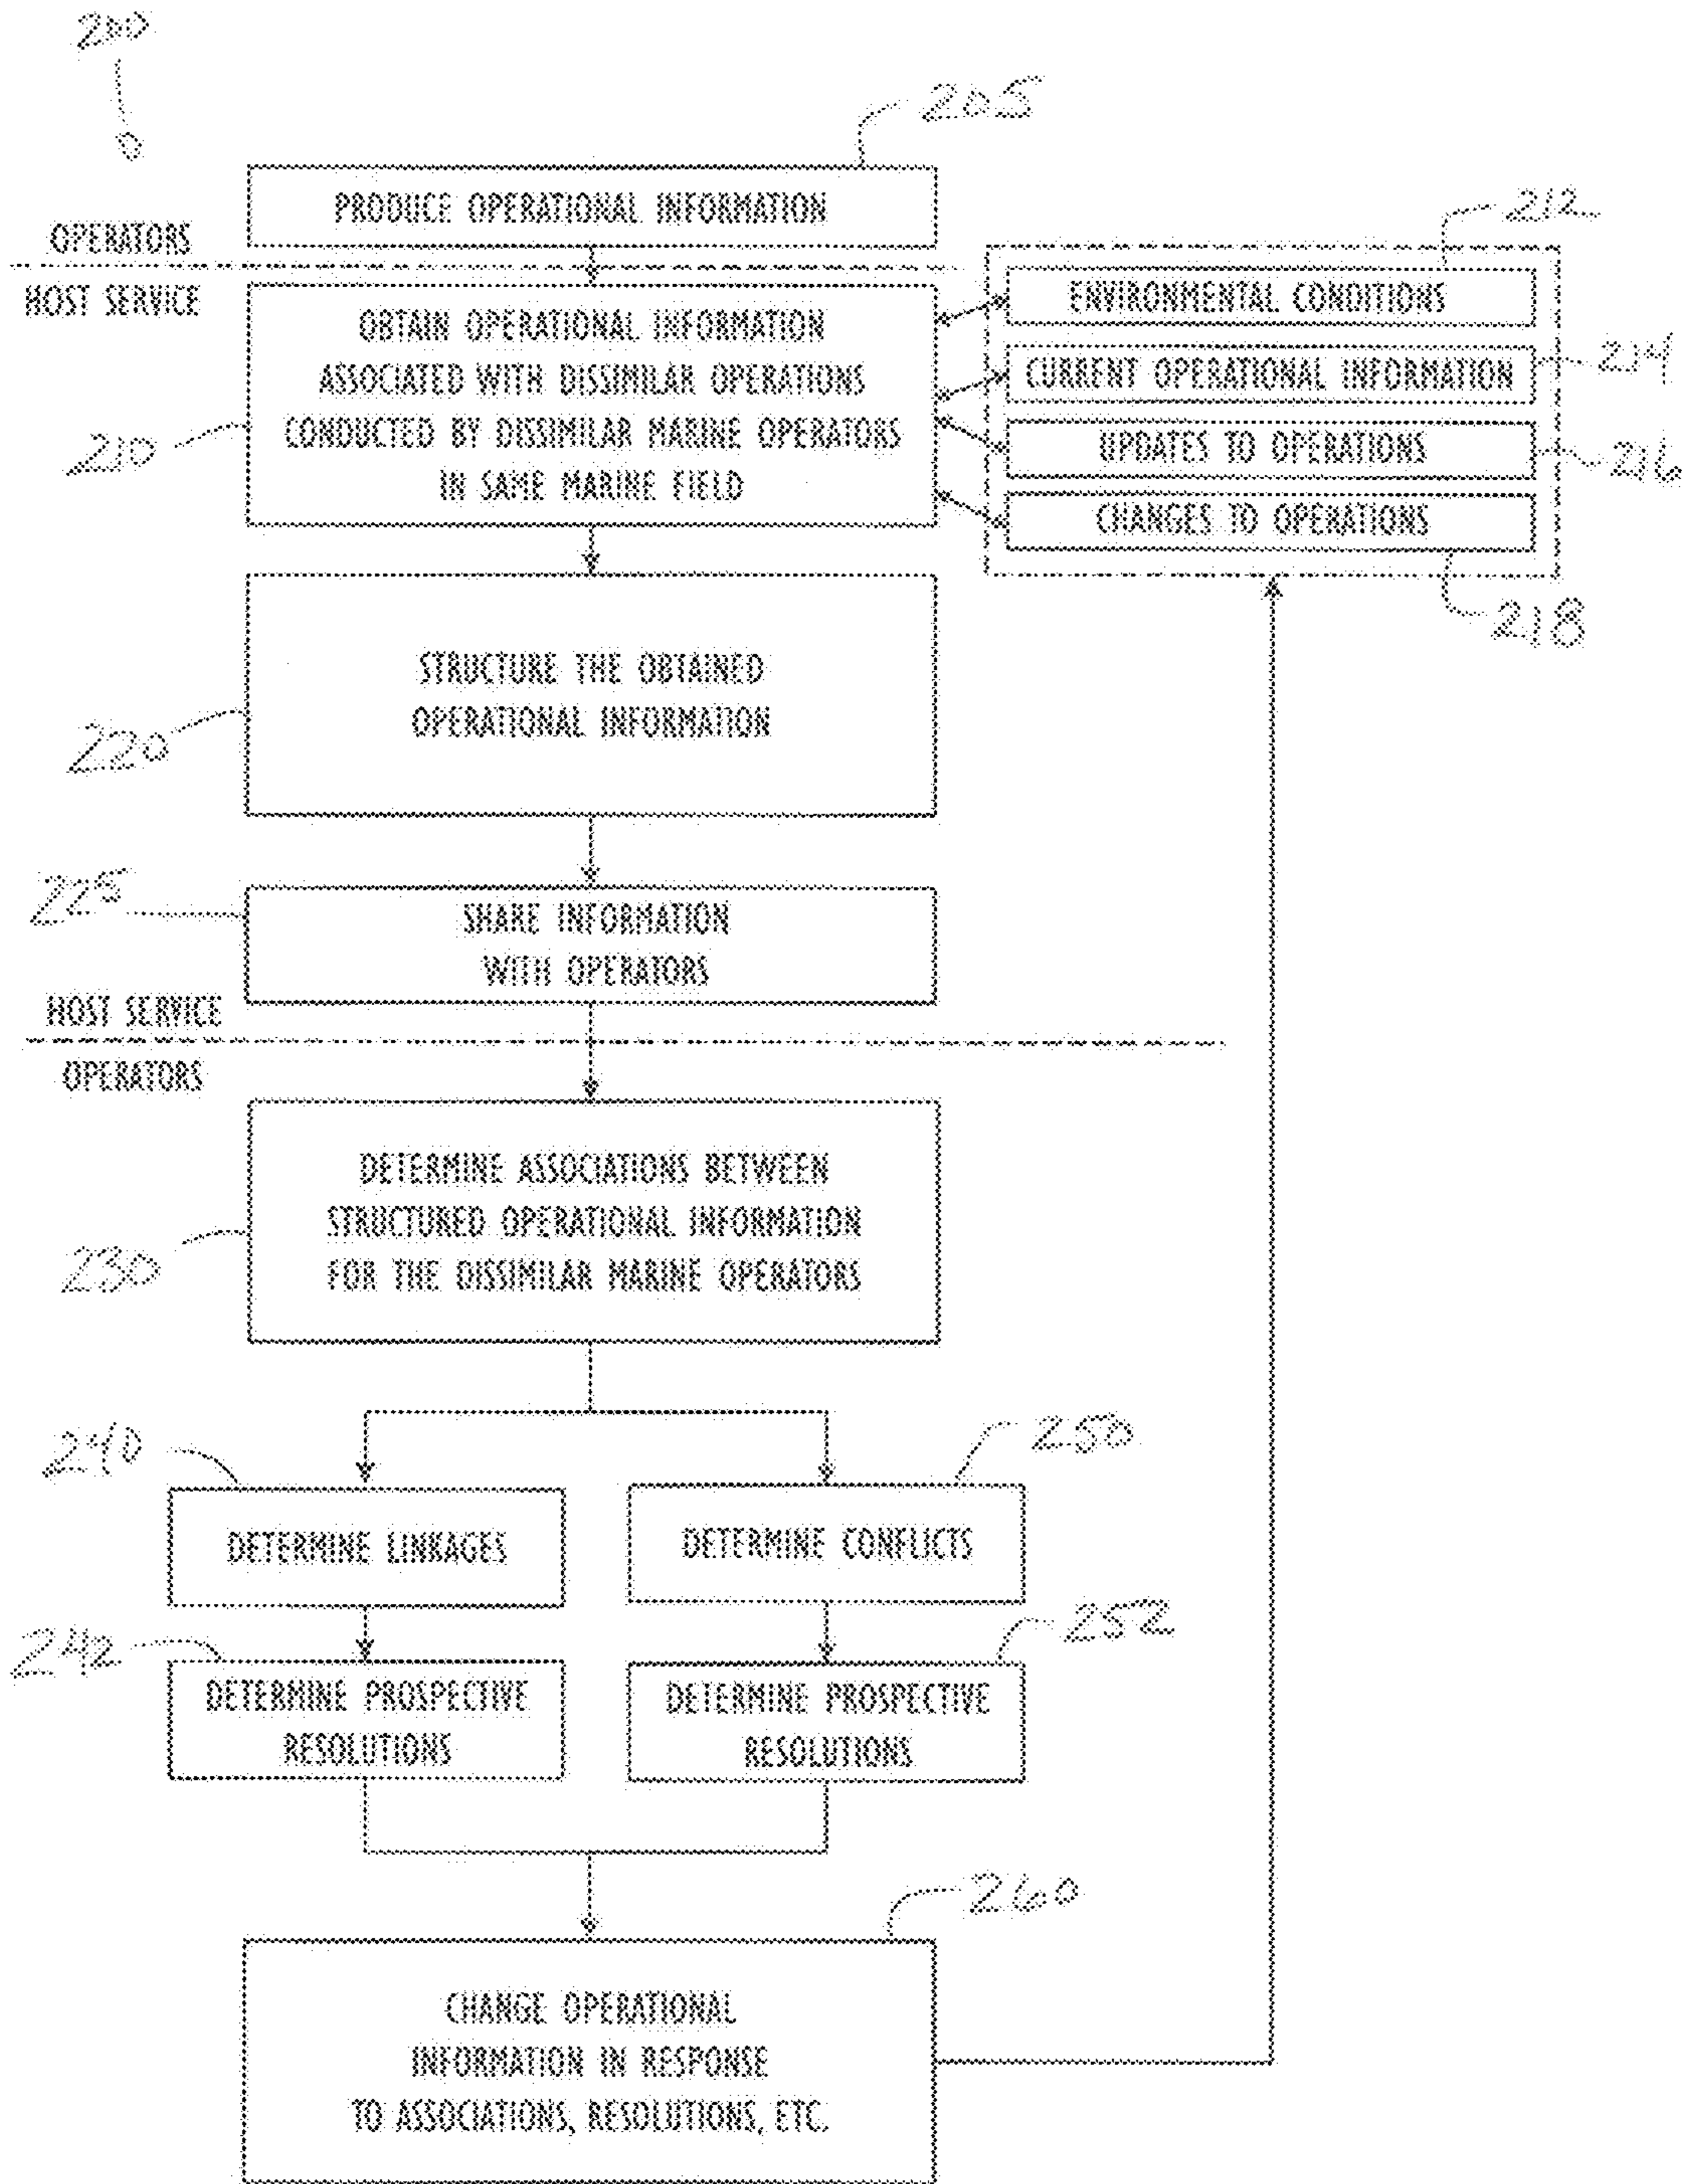 200
205
PRODUCE OPERATIONAL INFORMATION
212
OPERATORS
HOST SERVICE
ENVIRONMENTAL CONDITIONS
OBTAIN OPERATIONAL INFORMATION
ASSOCIATED WITH DISSIMILAR OPERATIONS
CONDUCTED BY DISSIMILAR MARINE OPERATORS
IN SAME MARINE FIELD
214
CURRENT OPERATIONAL INFORMATION
210
UPDATES TO OPERATIONS
216
CHANGES TO OPERATIONS
218
STRUCTURE THE OBTAINED
OPERATIONAL INFORMATION
220
225
SHARE INFORMATION
WITH OPERATORS
HOST SERVICE
OPERATORS
DETERMINE ASSOCIATIONS BETWEEN
STRUCTURED OPERATIONAL INFORMATION
FOR THE DISSIMILAR MARINE OPERATORS
230
240
250
DETERMINE LINKAGES
DETERMINE CONFLICTS
242
252
DETERMINE PROSPECTIVE
RESOLUTIONS
DETERMINE PROSPECTIVE
RESOLUTIONS
260
CHANGE OPERATIONAL
INFORMATION IN RESPONSE
TO ASSOCIATIONS, RESOLUTIONS, ETC.